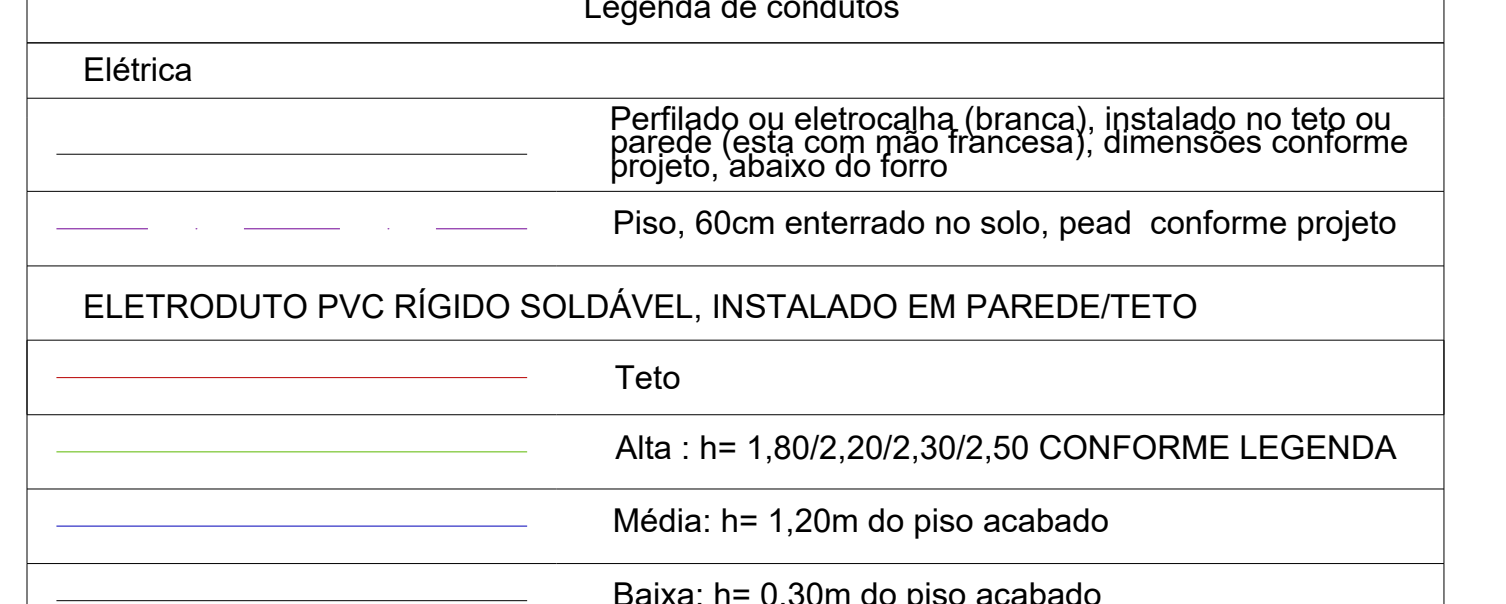 Legenda de condutos
Elétrica
Perfilado ou eletrocalha (branca), instalado no teto ou
parede (esta com mão francesa), dimensões conforme
projeto, abaixo do forro
Piso, 60cm enterrado no solo, pead  conforme projeto
ELETRODUTO PVC RÍGIDO SOLDÁVEL, INSTALADO EM PAREDE/TETO
Teto
Alta : h= 1,80/2,20/2,30/2,50 CONFORME LEGENDA
Média: h= 1,20m do piso acabado
Baixa: h= 0,30m do piso acabado